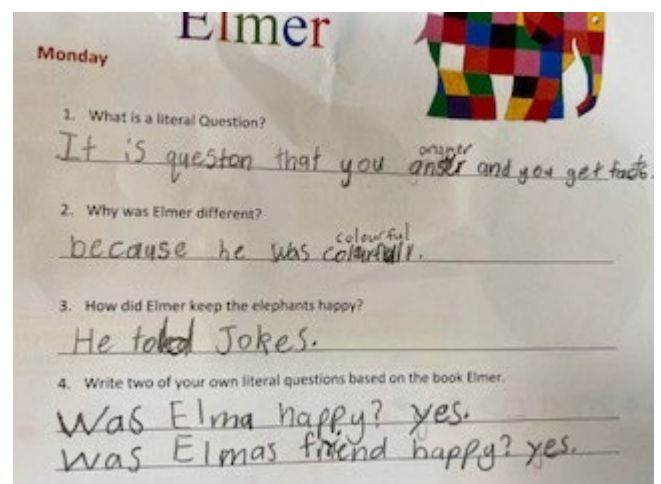 Elmer
Monday
1. What is a literal Question?
answer
It is queston that you ansér and you get facts.
2. Why was Elmer different?
colourful
because he was colourfull.
3. How did Elmer keep the elephants happy?
He told Jokes.
4. Write two of your own literal questions based on the book Elmer.
Was Elma happy? yes.
Was Elmas friend happy? yes.